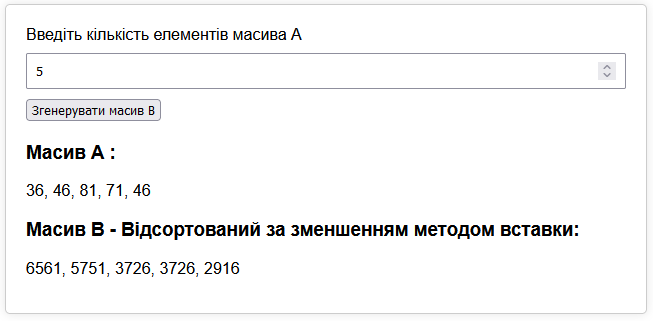 Введіть кількість елементів масива А
5
Згенерувати масив В
Масив А :
36, 46, 81, 71, 46
Масив В - Відсортований за зменшенням методом вставки:
6561, 5751, 3726, 3726, 2916